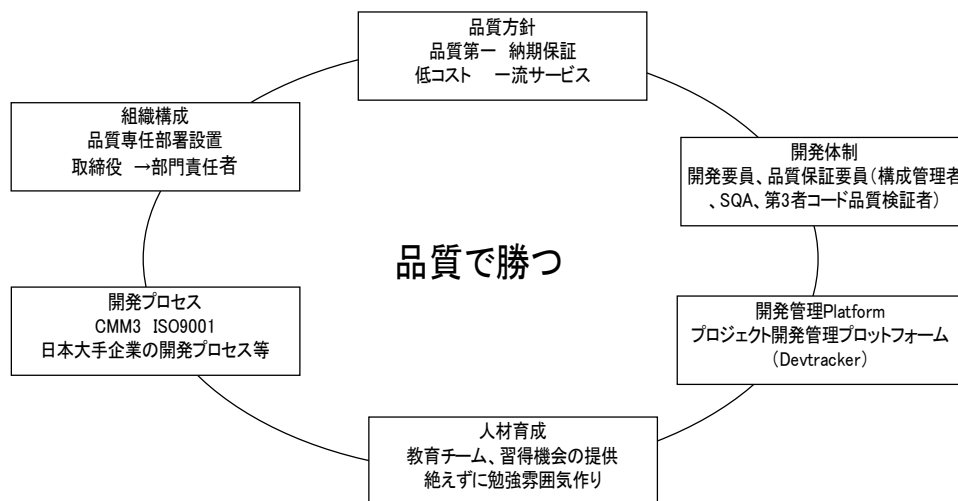 品質方針
品質第一　納期保証
低コスト　一流サービス
組織構成
品質専任部署設置
取締役　→部門責任者
開発体制
開発要員、品質保証要員(構成管理者
、SQA、第3者コード品質検証者)
品質で勝つ
開発プロセス
CMM3　ISO9001
日本大手企業の開発プロセス等
開発管理Platform
プロジェクト開発管理プロットフォーム
(Devtracker)
人材育成
教育チーム、習得機会の提供
絶えずに勉強雰囲気作り